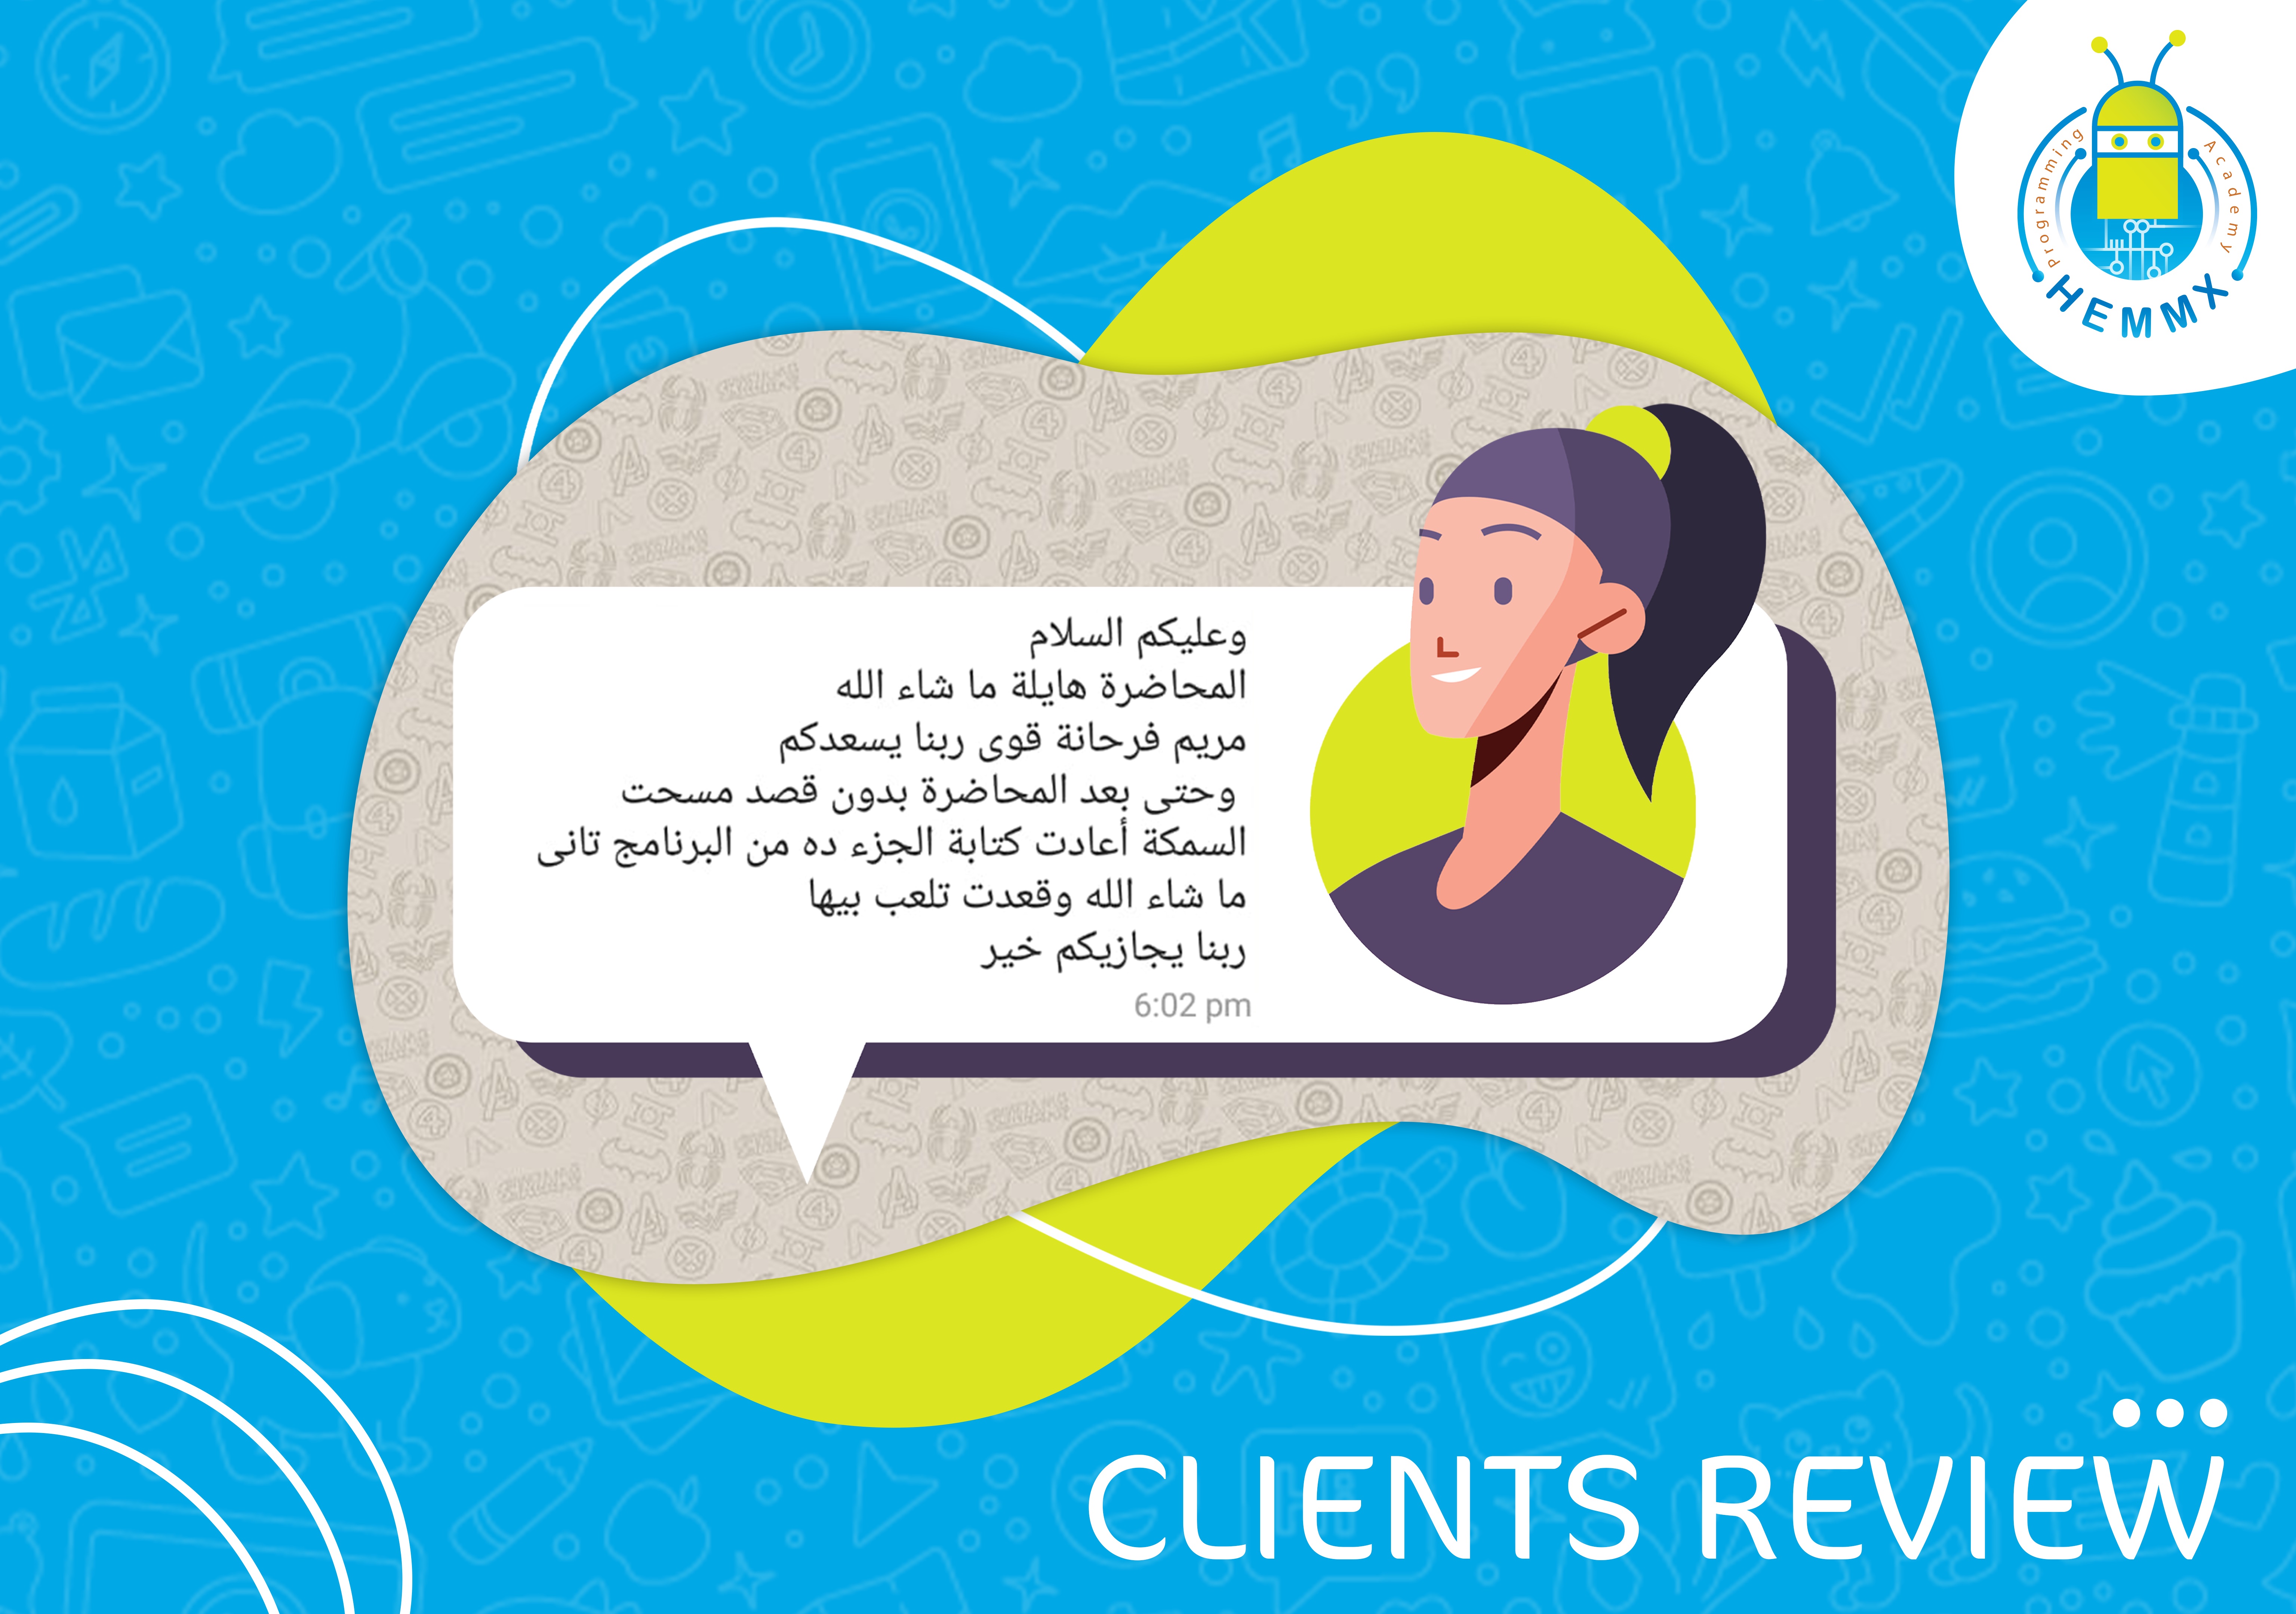 Programming Academy
HEMMX
وعليكم السلام
المحاضرة هايلة ما شاء الله
مريم فرحانة قوى ربنا يسعدكم
وحتى بعد المحاضرة بدون قصد مسحت
السمكة أعادت كتابة الجزء ده من البرنامج تانى
ما شاء الله وقعدت تلعب بيها
ربنا يجازيكم خير
6:02 pm
CLIENTS REVIEW